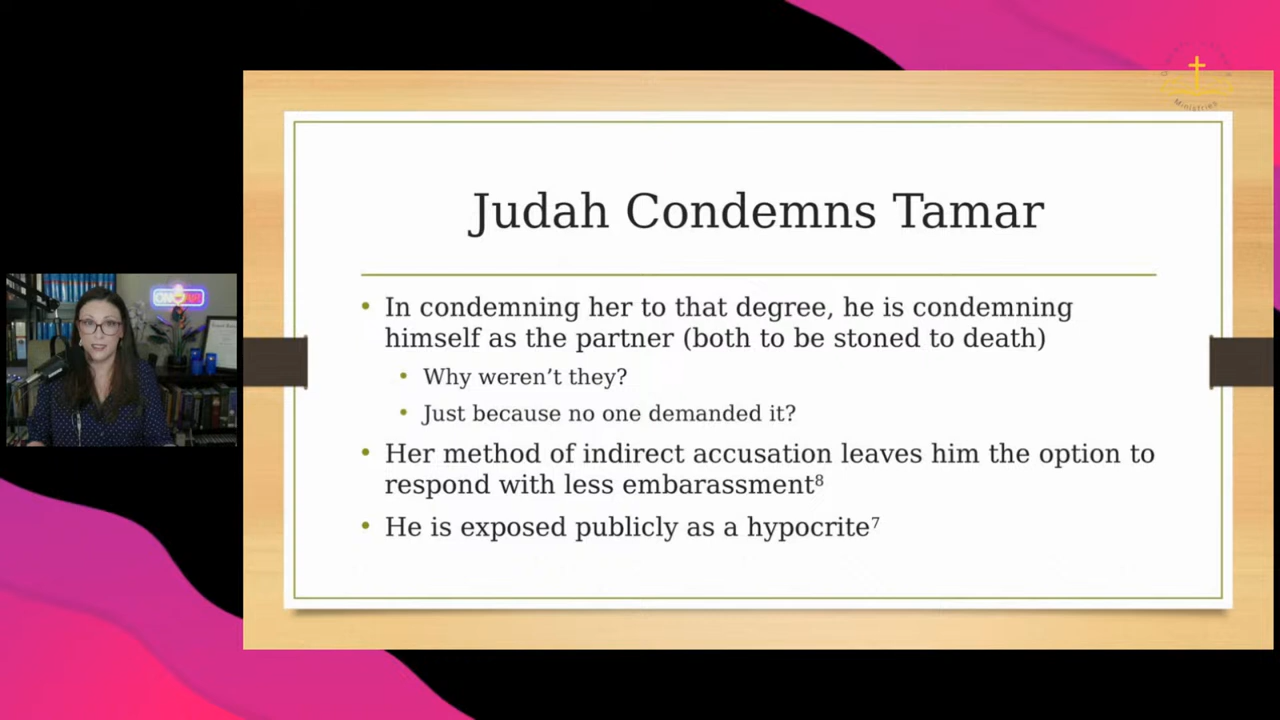 Judah Condemns Tamar
In condemning her to that degree, he is condemning
himself as the partner (both to be stoned to death)
Why weren’t they?
Just because no one demanded it?
Her method of indirect accusation leaves him the option to
respond with less embarassment⁸
He is exposed publicly as a hypocrite⁷
Ministries